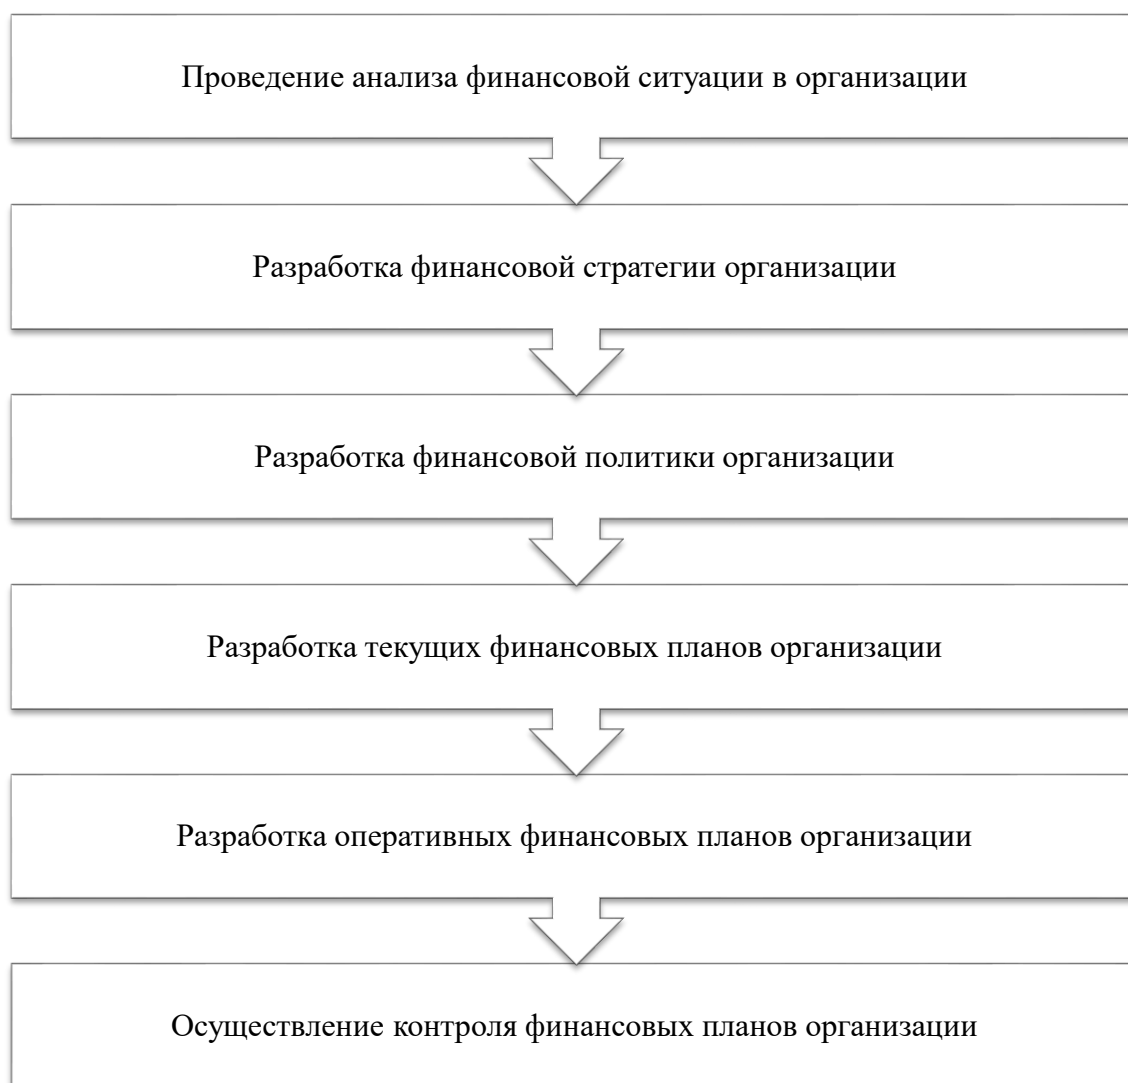 Проведение анализа финансовой ситуации в организации
Разработка финансовой стратегии организации
Разработка финансовой политики организации
Разработка текущих финансовых планов организации
Разработка оперативных финансовых планов организации
Осуществление контроля финансовых планов организации